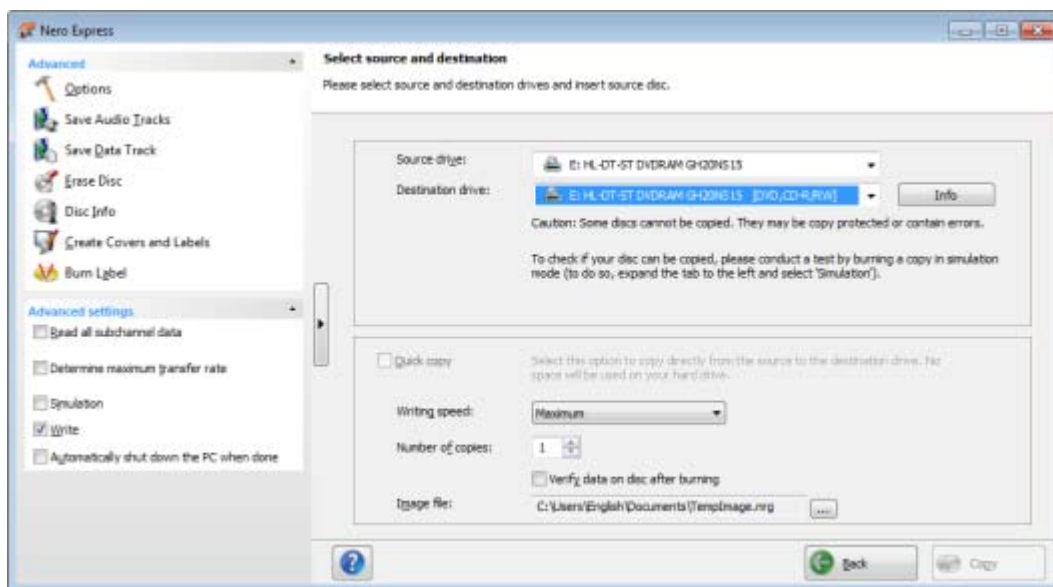 Nero Express
Advanced
Options
Save Audio Tracks
Save Data Track
Erase Disc
Disc Info
Create Covers and Labels
Burn Label
Advanced settings
Read all subchannel data
Determine maximum transfer rate
Simulation
Write
Automatically shut down the PC when done
Select source and destination
Please select source and destination drives and insert source disc.
Source drive:
E: HL-DT-ST DVDRAM GH20NS15
Destination drive:
E: HL-DT-ST DVDRAM GH20NS15 [DVD,CD-R/RW]
Info
Caution: Some discs cannot be copied. They may be copy protected or contain errors.
To check if your disc can be copied, please conduct a test by burning a copy in simulation
mode (to do so, expand the tab to the left and select 'Simulation').
Quick copy
Select this option to copy directly from the source to the destination drive. No
space will be used on your hard drive.
Writing speed:
Maximum
Number of copies:
1
Verify data on disc after burning
Image file:
C:\Users\English\Documents\TempImage.nrg
...
?
Back
Copy